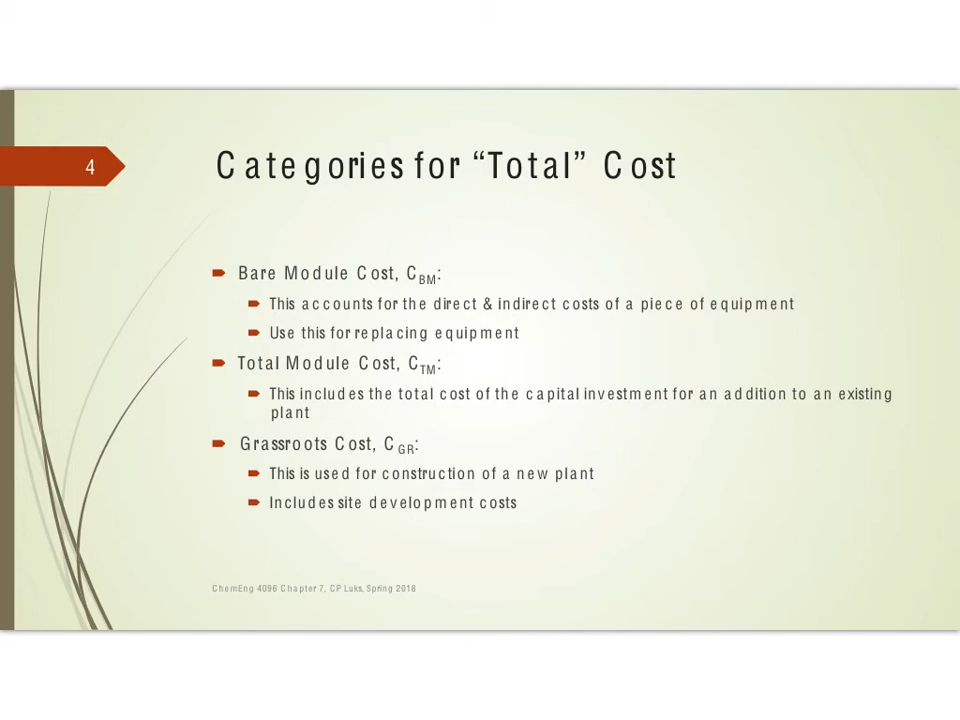 4
Categories for “Total” Cost
Bare Module Cost, CBM:
This accounts for the direct & indirect costs of a piece of equipment
Use this for replacing equipment
Total Module Cost, CTM:
This includes the total cost of the capital investment for an addition to an existing
plant
Grassroots Cost, CGR:
This is used for construction of a new plant
Includes site development costs
ChemEng 4096 Chapter 7, CP Luks, Spring 2018